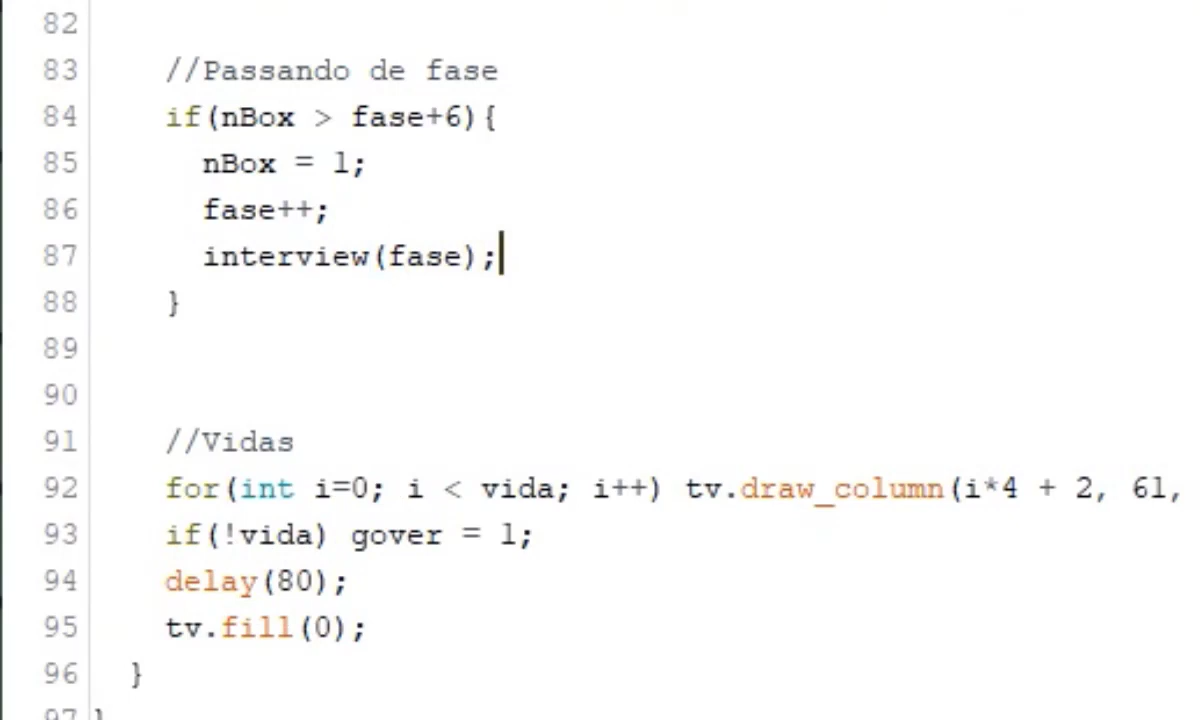 82
83 //Passando de fase
84 if(nBox > fase+6){
85 nBox = 1;
86 fase++;
87 interview(fase);
88 }
89
90
91 //Vidas
92 for(int i=0; i < vida; i++) tv.draw_column(i*4 + 2, 61,
93 if(!vida) gover = 1;
94 delay(80);
95 tv.fill(0);
96 }
97 }